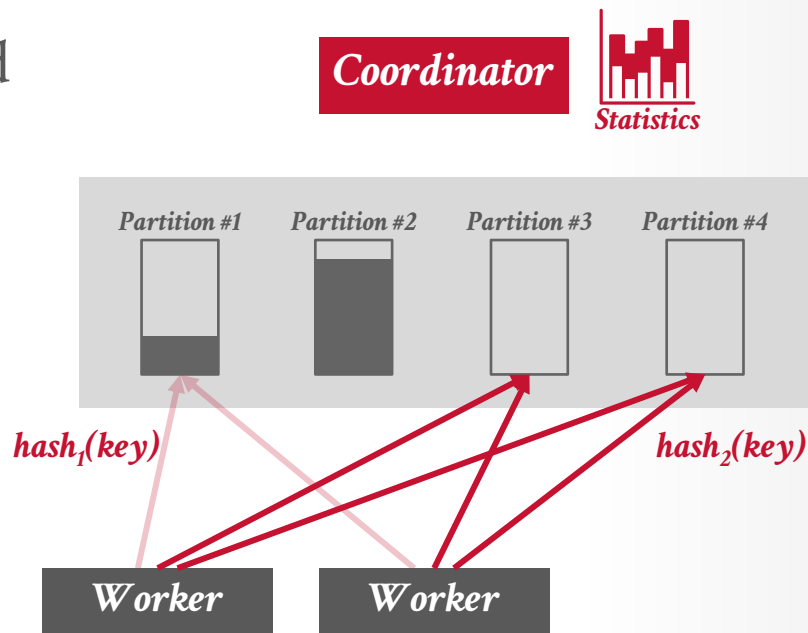 Coordinator
Statistics
Partition #1 Partition #2 Partition #3 Partition #4
hash₁(key) hash₂(key)
Worker Worker